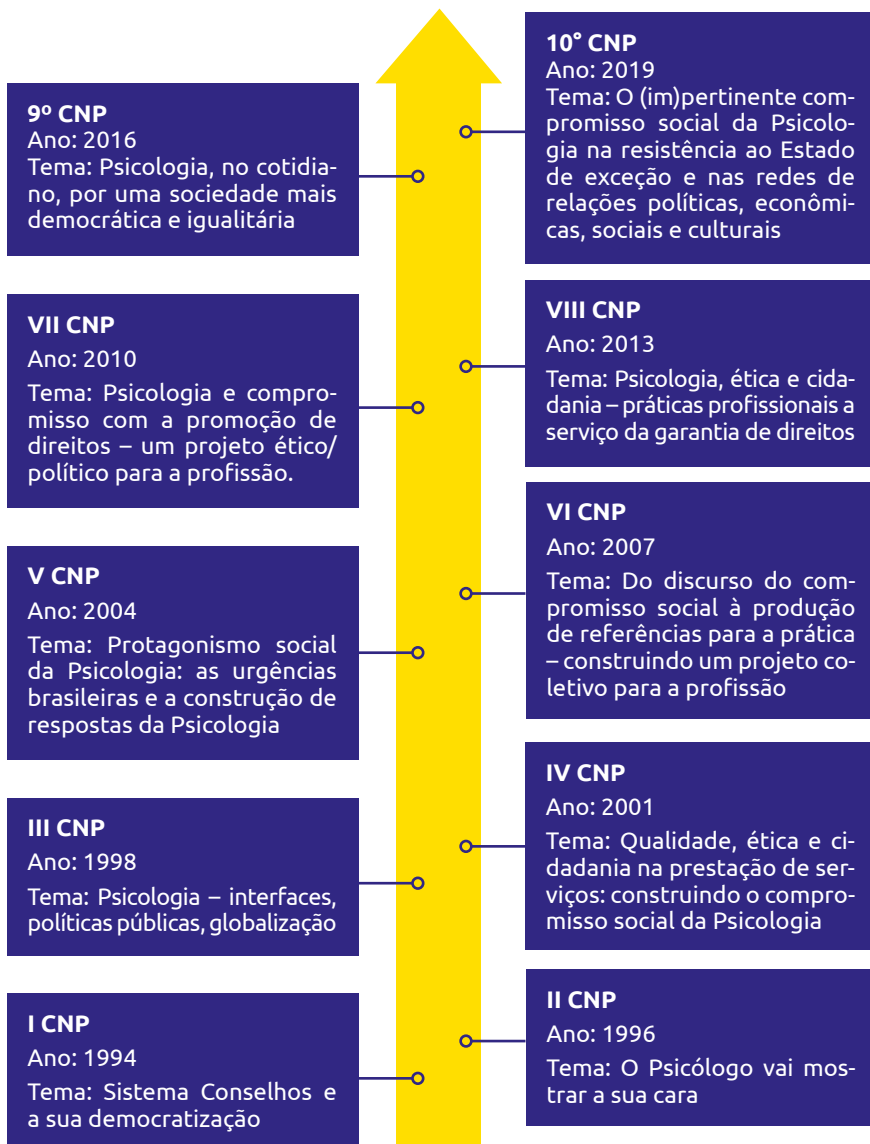 10° CNP
Ano: 2019
Tema: O (im)pertinente com-
promisso social da Psicolo-
gia na resistência ao Estado
de exceção e nas redes de
relações políticas, econômi-
cas, sociais e culturais
9º CNP
Ano: 2016
Tema: Psicologia, no cotidia-
no, por uma sociedade mais
democrática e igualitária
VIII CNP
Ano: 2013
Tema: Psicologia, ética e cida-
dania – práticas profissionais a
serviço da garantia de direitos
VII CNP
Ano: 2010
Tema: Psicologia e compro-
misso com a promoção de
direitos – um projeto ético/
político para a profissão.
VI CNP
Ano: 2007
Tema: Do discurso do com-
promisso social à produção
de referências para a prática
– construindo um projeto co-
letivo para a profissão
V CNP
Ano: 2004
Tema: Protagonismo social
da Psicologia: as urgências
brasileiras e a construção de
respostas da Psicologia
IV CNP
Ano: 2001
Tema: Qualidade, ética e ci-
dadania na prestação de ser-
viços: construindo o compro-
misso social da Psicologia
III CNP
Ano: 1998
Tema: Psicologia – interfaces,
políticas públicas, globalização
II CNP
Ano: 1996
Tema: O Psicólogo vai mos-
trar a sua cara
I CNP
Ano: 1994
Tema: Sistema Conselhos e
a sua democratização